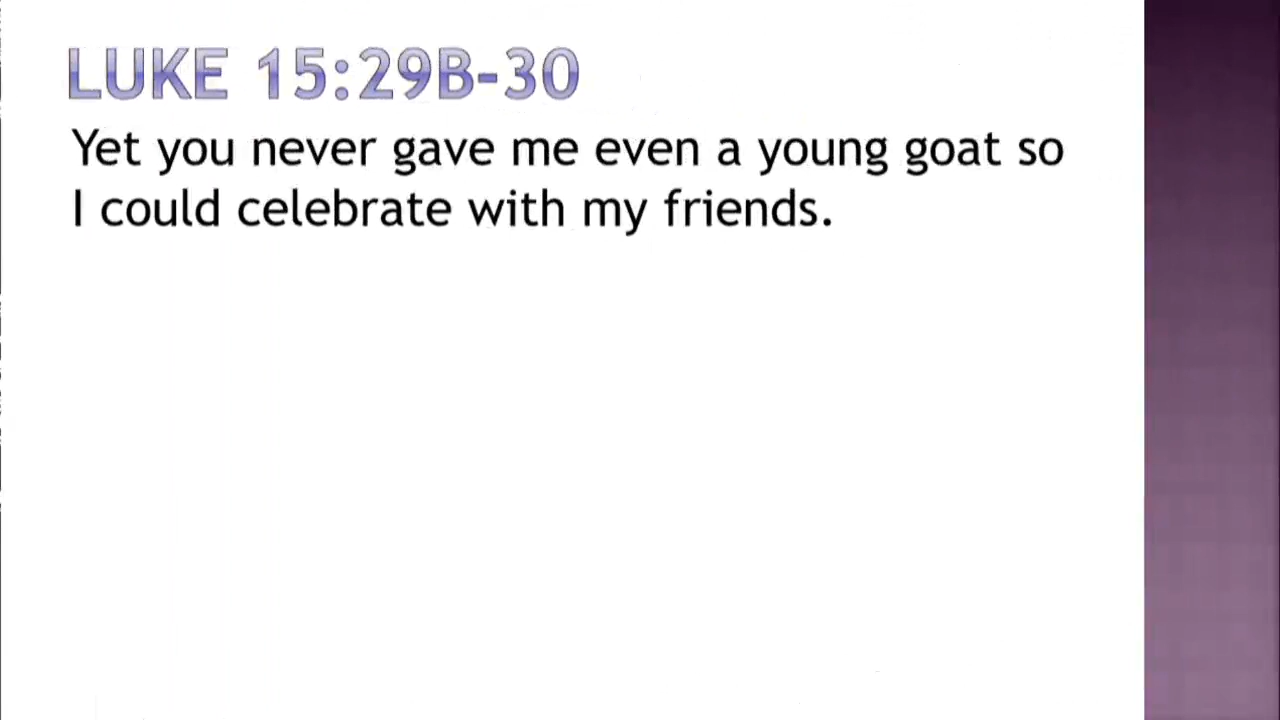 LUKE 15:29B-30
Yet you never gave me even a young goat so
I could celebrate with my friends.